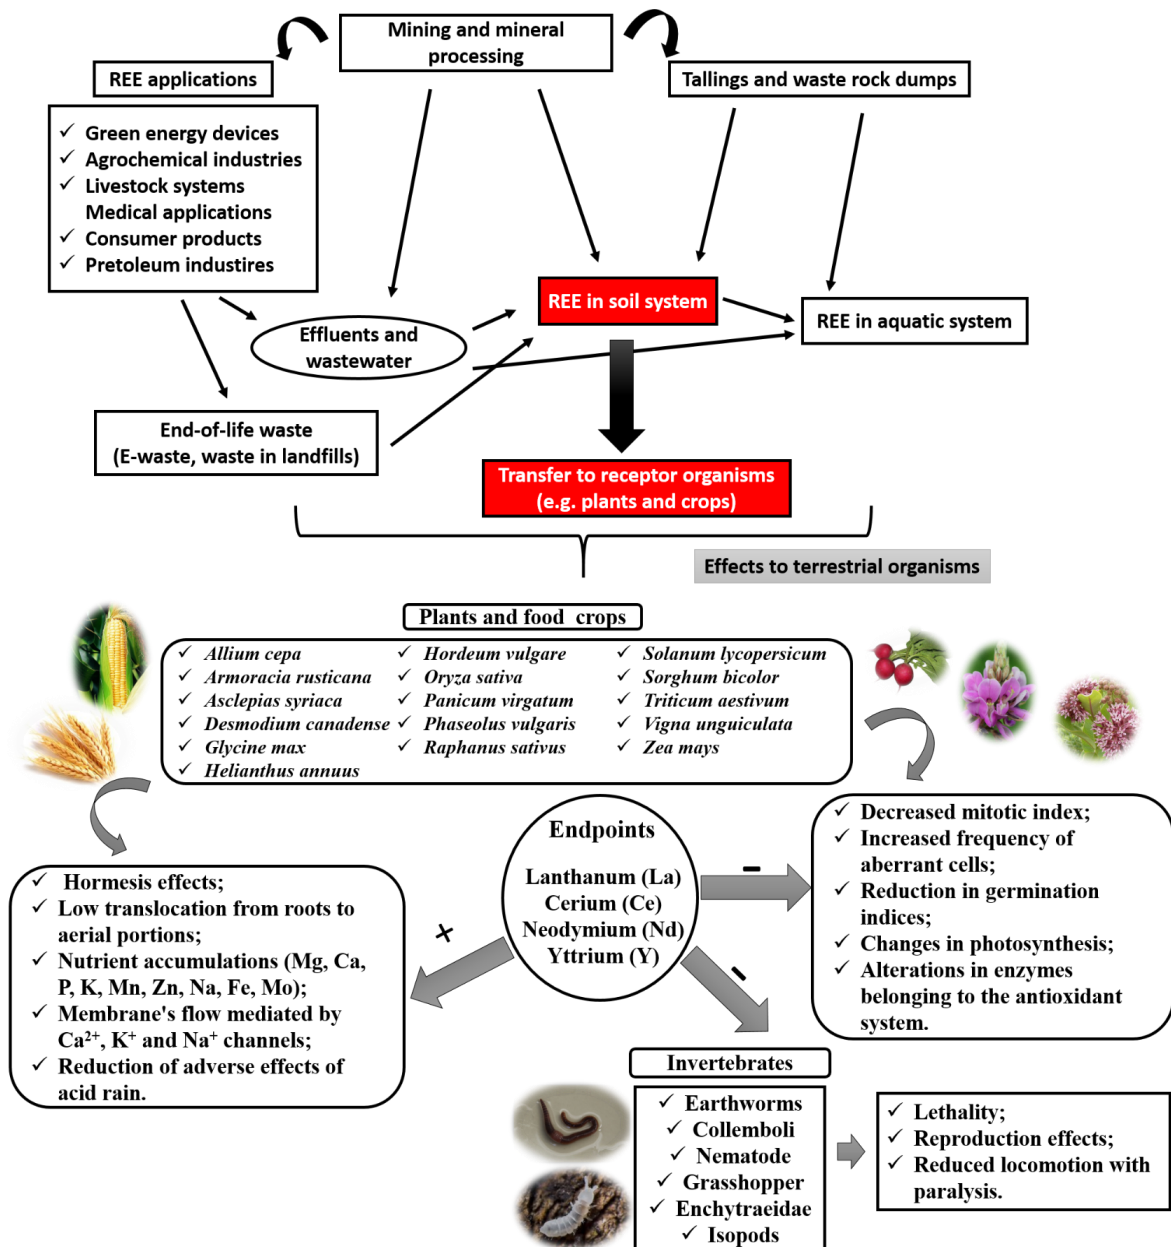 Mining and mineral
processing
REE applications
Tallings and waste rock dumps
✓ Green energy devices
✓ Agrochemical industries
✓ Livestock systems
Medical applications
✓ Consumer products
✓ Pretoleum industires
REE in soil system
REE in aquatic system
Effluents and
wastewater
End-of-life waste
(E-waste, waste in landfills)
Transfer to receptor organisms
(e.g. plants and crops)
Effects to terrestrial organisms
Plants and food crops
✓ Allium cepa
✓ Armoracia rusticana
✓ Asclepias syriaca
✓ Desmodium canadense
✓ Glycine max
✓ Helianthus annuus
✓ Hordeum vulgare
✓ Oryza sativa
✓ Panicum virgatum
✓ Phaseolus vulgaris
✓ Raphanus sativus
✓ Solanum lycopersicum
✓ Sorghum bicolor
✓ Triticum aestivum
✓ Vigna unguiculata
✓ Zea mays
Endpoints
Lanthanum (La)
Cerium (Ce)
Neodymium (Nd)
Yttrium (Y)
+
-
-
✓ Hormesis effects;
✓ Low translocation from roots to
aerial portions;
✓ Nutrient accumulations (Mg, Ca,
P, K, Mn, Zn, Na, Fe, Mo);
✓ Membrane's flow mediated by
Ca²⁺, K⁺ and Na⁺ channels;
✓ Reduction of adverse effects of
acid rain.
✓ Decreased mitotic index;
✓ Increased frequency of
aberrant cells;
✓ Reduction in germination
indices;
✓ Changes in photosynthesis;
✓ Alterations in enzymes
belonging to the antioxidant
system.
Invertebrates
✓ Earthworms
✓ Collemboli
✓ Nematode
✓ Grasshopper
✓ Enchytraeidae
✓ Isopods
✓ Lethality;
✓ Reproduction effects;
✓ Reduced locomotion with
paralysis.